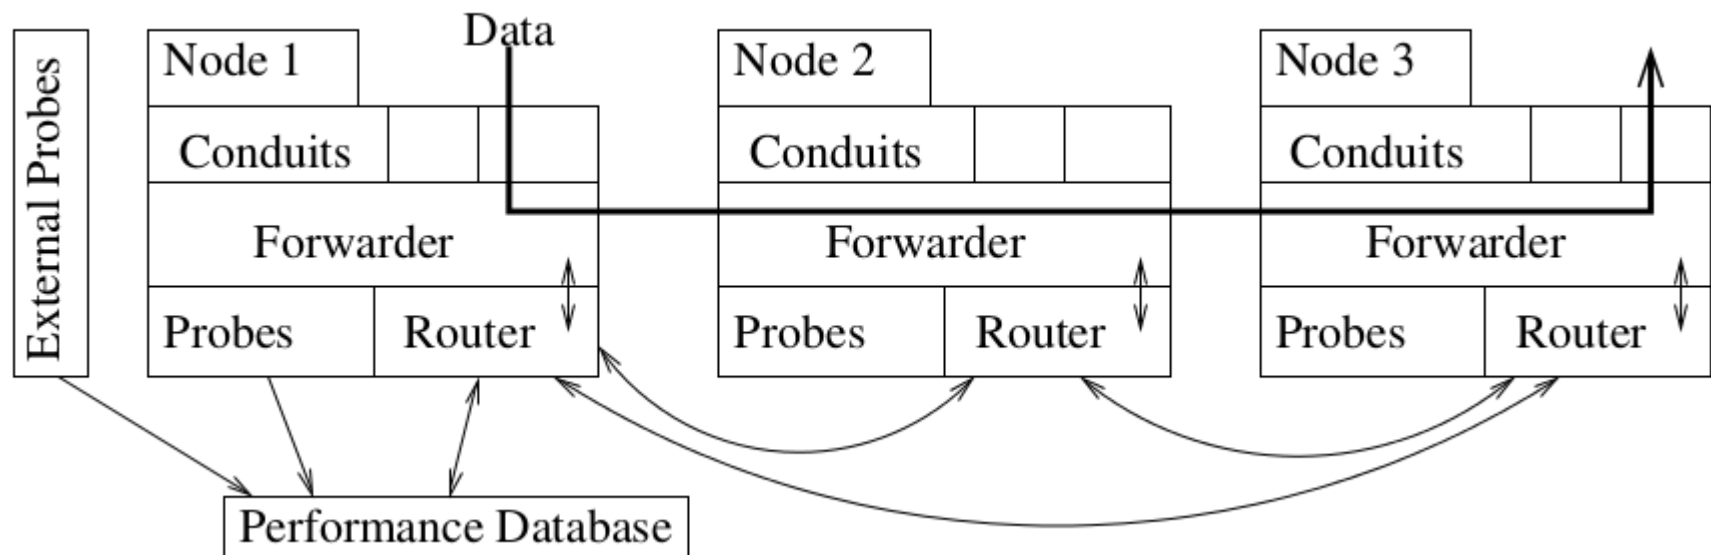 External Probes
Data
Node 1
Conduits
Forwarder
Probes
Router
Node 2
Conduits
Forwarder
Probes
Router
Node 3
Conduits
Forwarder
Probes
Router
Performance Database